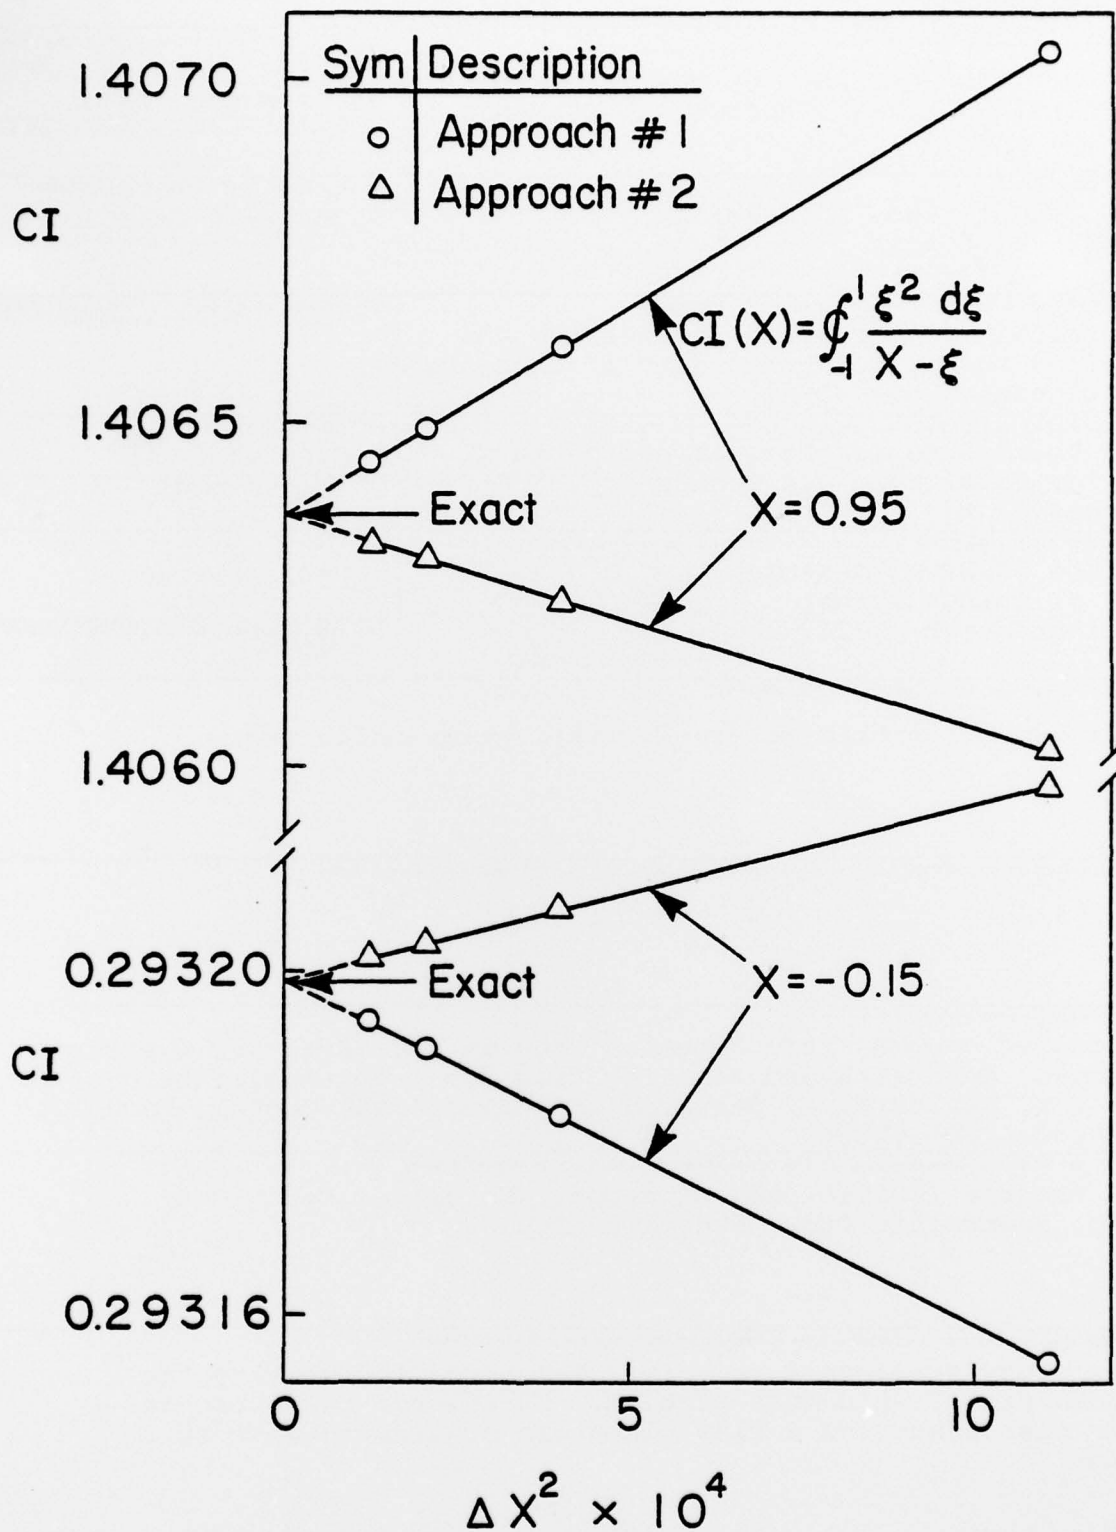 Sym Description
1.4070
Approach #1
Approach #2
CI
CI(X)=∮₋₁¹ ξ² dξ / X-ξ
1.4065
Exact
X=0.95
1.4060
0.29320
Exact
X=-0.15
CI
0.29316
0 5 10
Δ X² × 10⁴